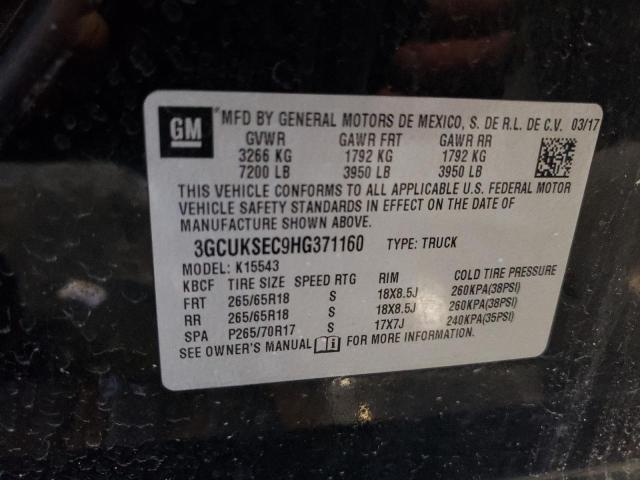 GM *MFD BY GENERAL MOTORS DE MEXICO, S. DE R.L. DE C.V. 03/17
GVWR GAWR FRT GAWR RR
3266 KG 1792 KG 1792 KG
7200 LB 3950 LB 3950 LB
THIS VEHICLE CONFORMS TO ALL APPLICABLE U.S. FEDERAL MOTOR
VEHICLE SAFETY STANDARDS IN EFFECT ON THE DATE OF
MANUFACTURE SHOWN ABOVE.
3GCUKSEC9HG371160 TYPE: TRUCK
MODEL: K15543
KBCF TIRE SIZE SPEED RTG RIM COLD TIRE PRESSURE
FRT 265/65R18 S 18X8.5J 260KPA(38PSI)
RR 265/65R18 S 18X8.5J 260KPA(38PSI)
SPA P265/70R17 S 17X7J 240KPA(35PSI)
SEE OWNER'S MANUAL FOR MORE INFORMATION.